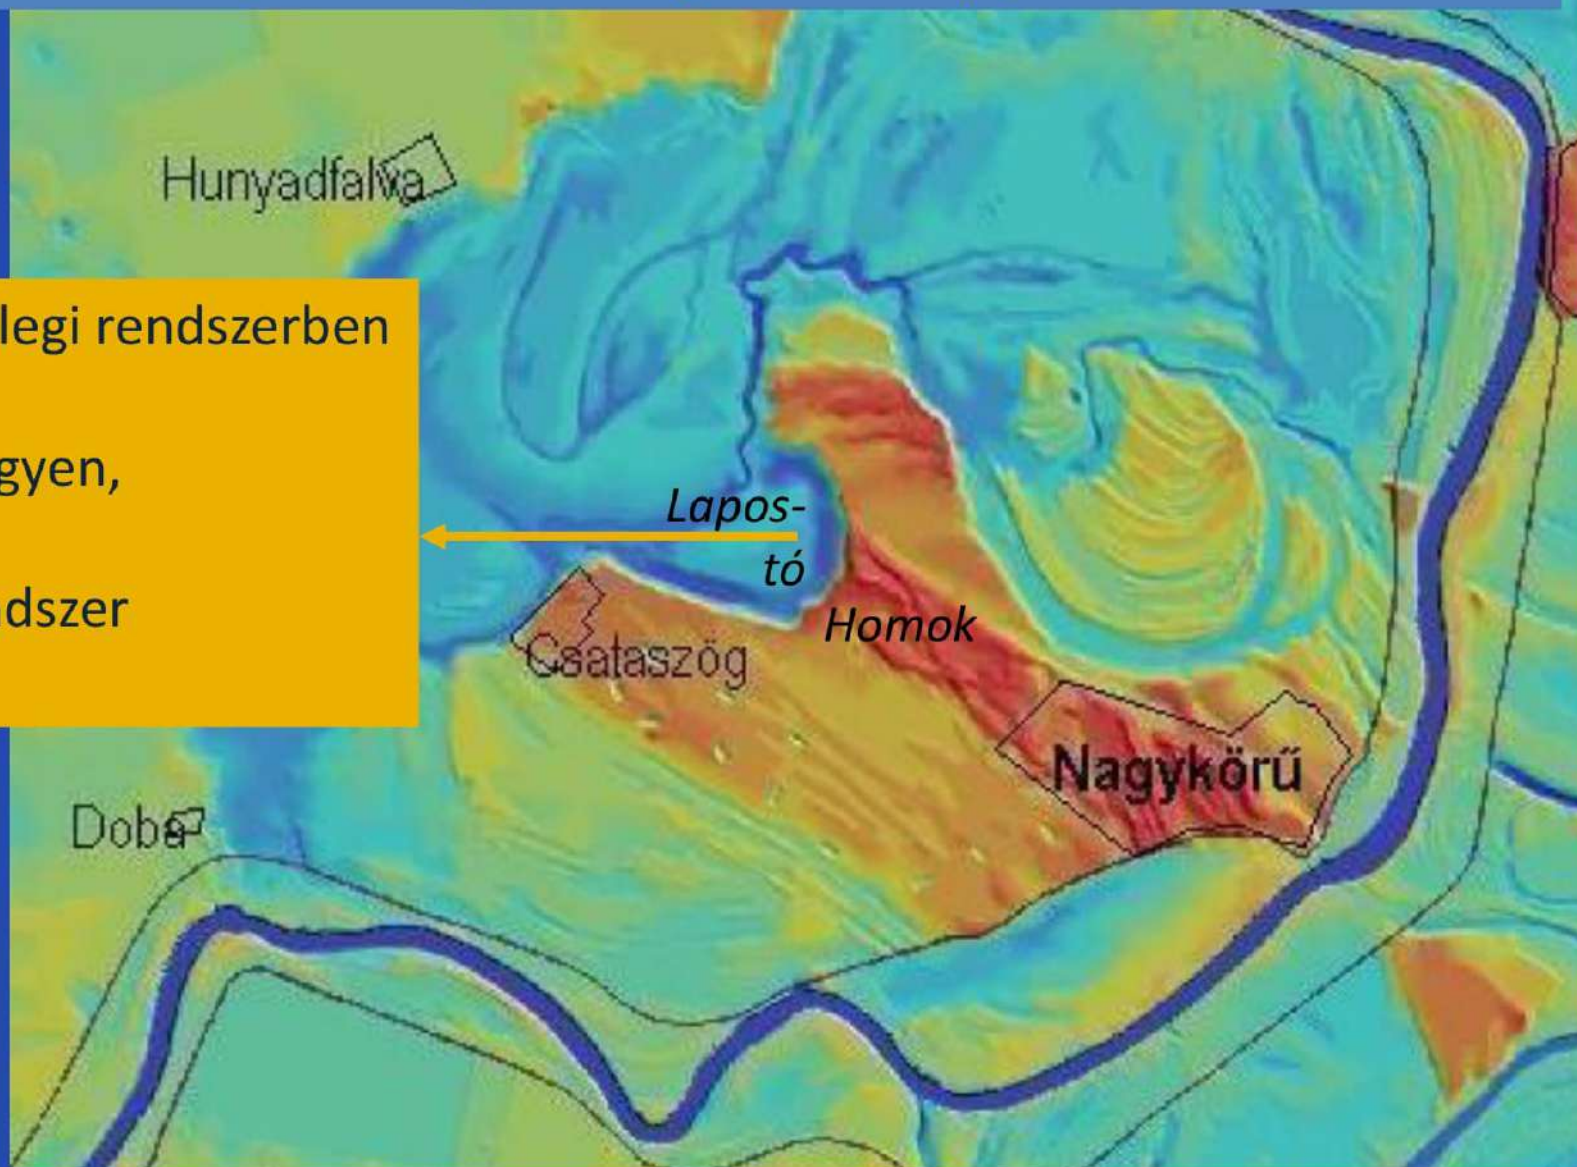 Hunyadfalva
legi rendszerben
gyen,
dszer
Lapos-
tó
Homok
Csataszög
Nagykörű
Doba